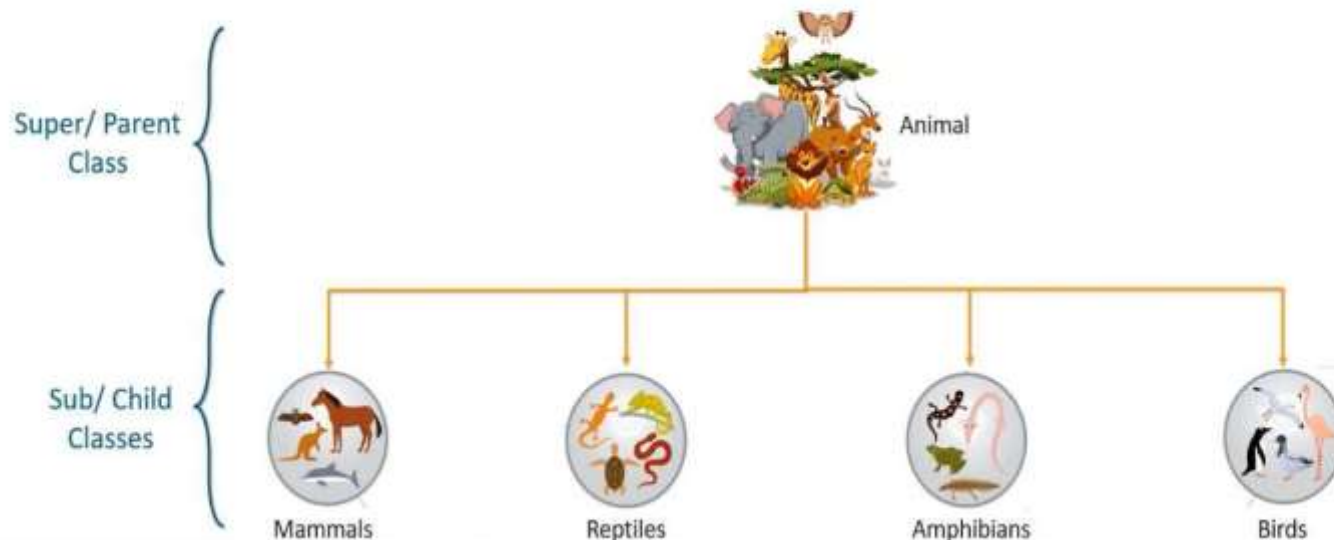 Super/ Parent
Class
Animal
Sub/ Child
Classes
Mammals
Reptiles
Amphibians
Birds